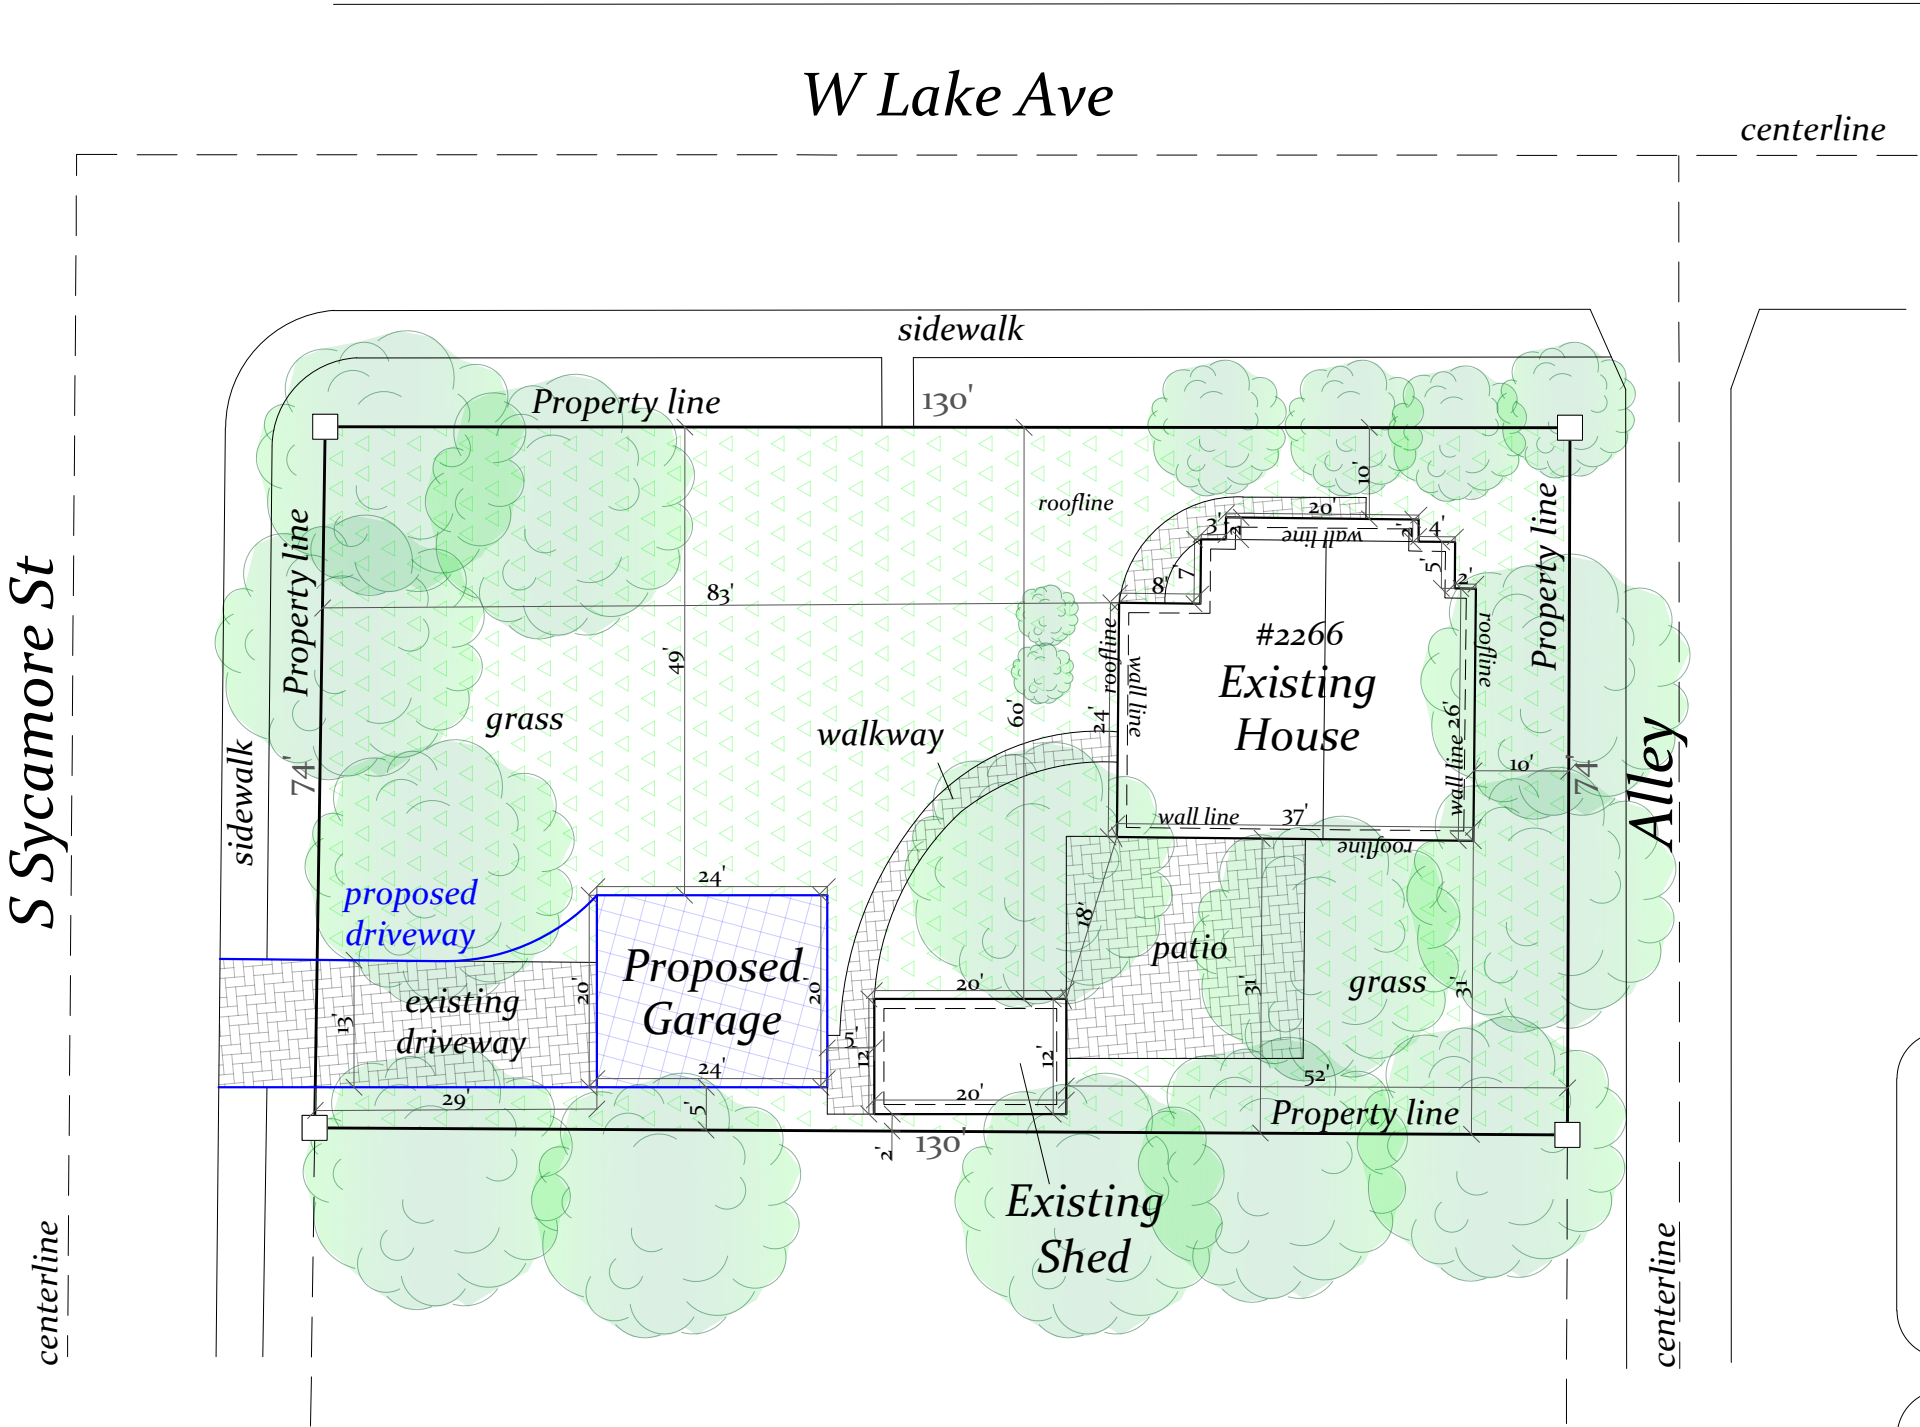 W Lake Ave
centerline
sidewalk
Property line
130'
10'
roofline
20'
3'
2'
wall line
2'
4'
5'
2'
7'
8'
83'
Property line
Property line
S Sycamore St
#2266
Existing
House
roofline
wall line
24'
roofline
wall line
26'
49'
60'
grass
walkway
sidewalk
74'
10'
74'
Alley
wall line
37'
roofline
24'
proposed
driveway
18'
patio
grass
Proposed
Garage
20'
20'
20'
existing
driveway
13'
31'
31'
5'
12'
12'
24'
20'
52'
29'
5'
Property line
2'
130'
Existing
Shed
centerline
centerline